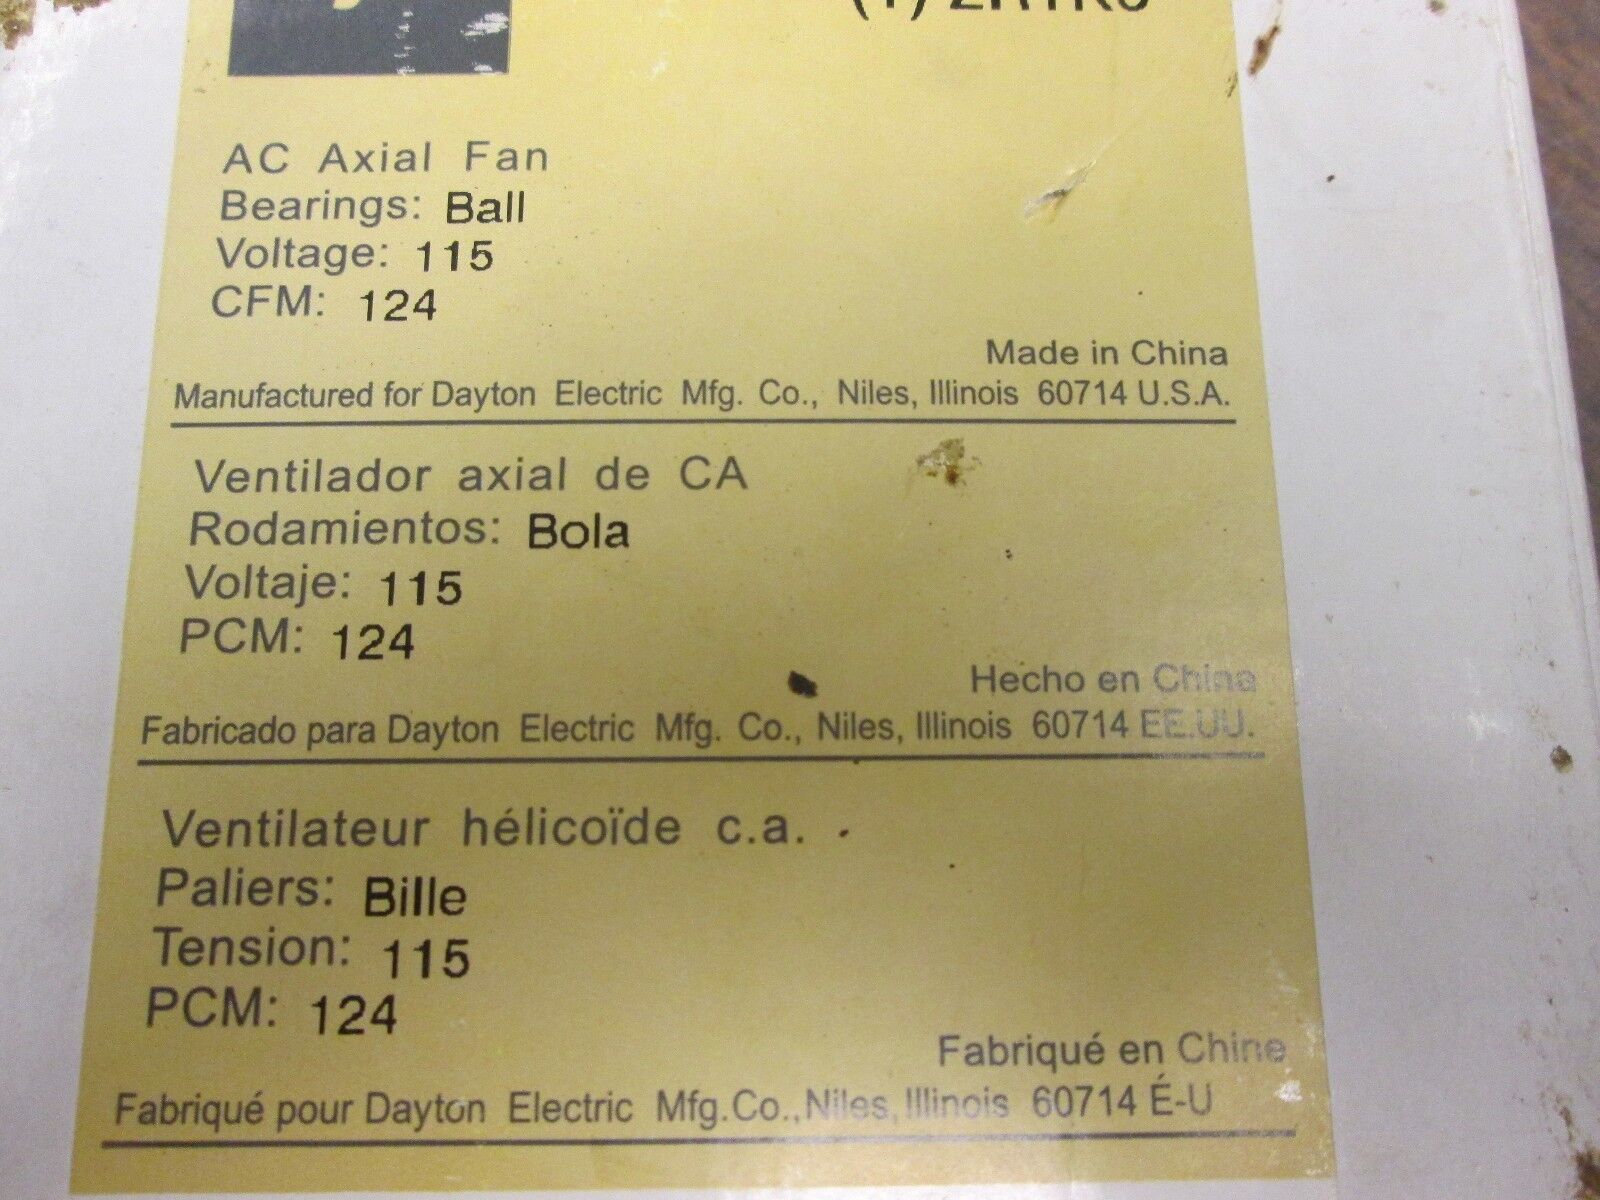 AC Axial Fan
Bearings: Ball
Voltage: 115
CFM: 124
Made in China
Manufactured for Dayton Electric Mfg. Co., Niles, Illinois 60714 U.S.A.
Ventilador axial de CA
Rodamientos: Bola
Voltaje: 115
PCM: 124
Hecho en China
Fabricado para Dayton Electric Mfg. Co., Niles, Illinois 60714 EE.UU.
Ventilateur hélicoïde c.a.
Paliers: Bille
Tension: 115
PCM: 124
Fabriqué en Chine
Fabriqué pour Dayton Electric Mfg.Co.,Niles, Illinois 60714 É-U